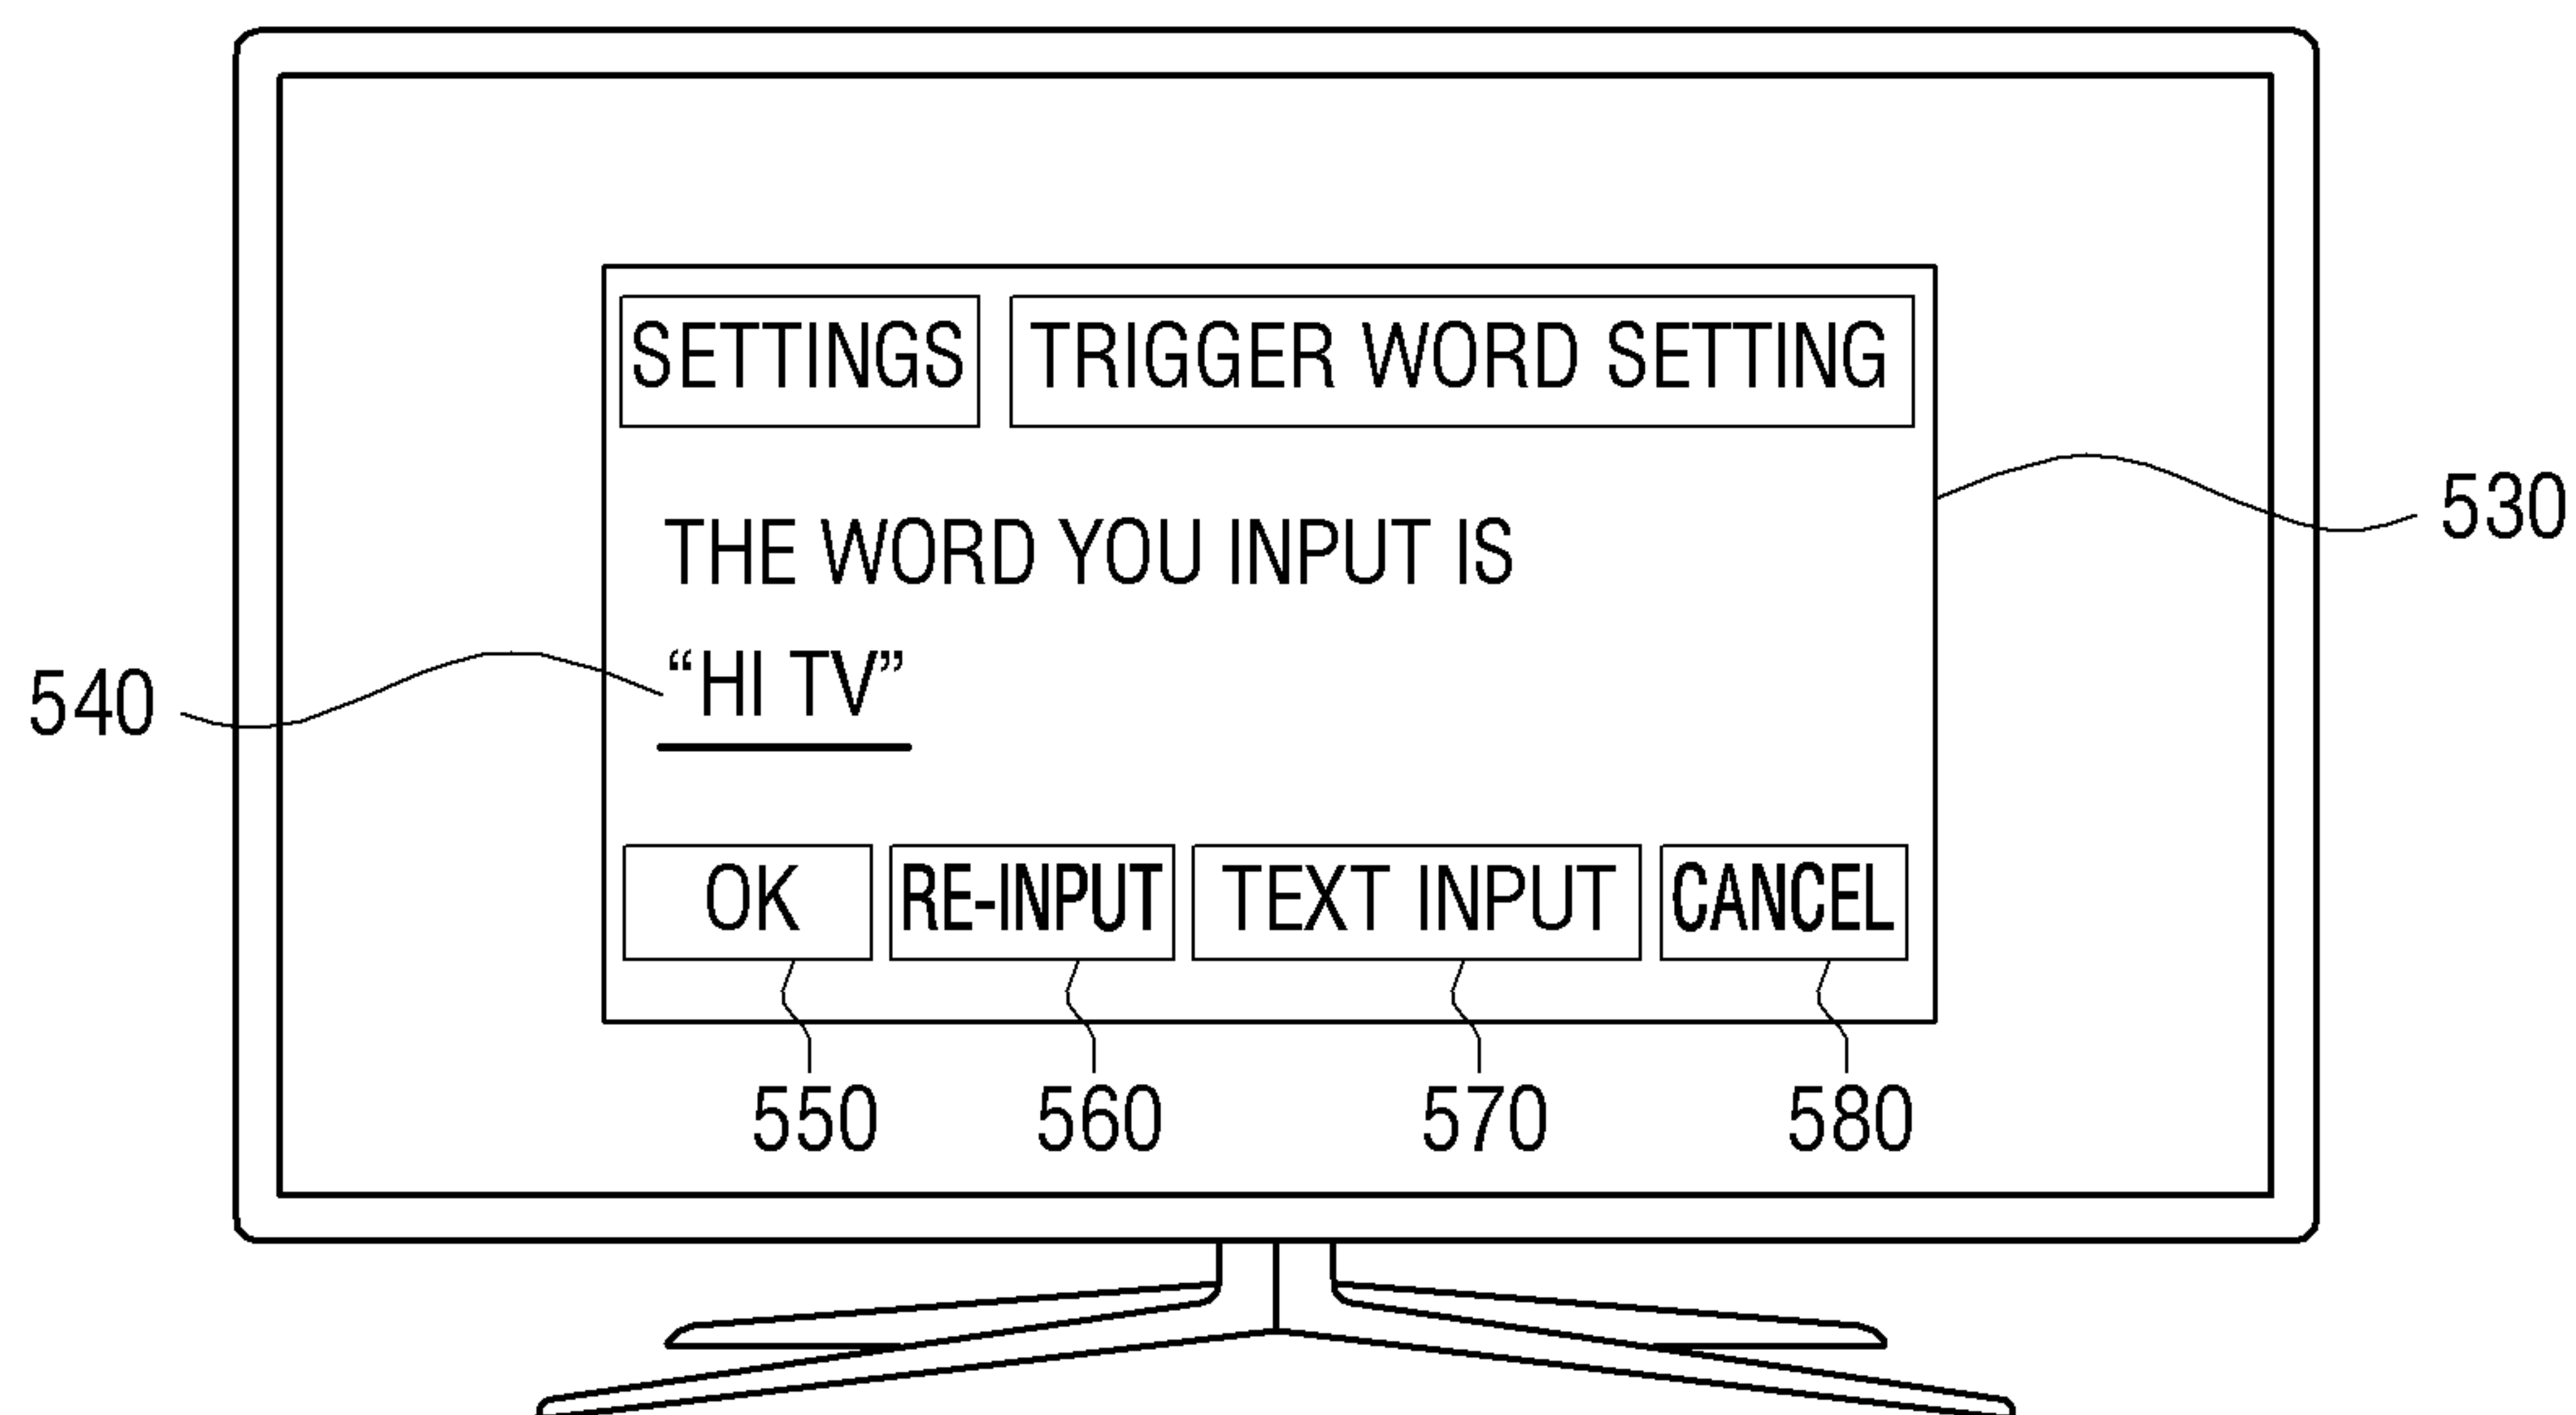 SETTINGS TRIGGER WORD SETTING
THE WORD YOU INPUT IS
530
“HI TV”
540
OK RE-INPUT TEXT INPUT CANCEL
550 560 570 580